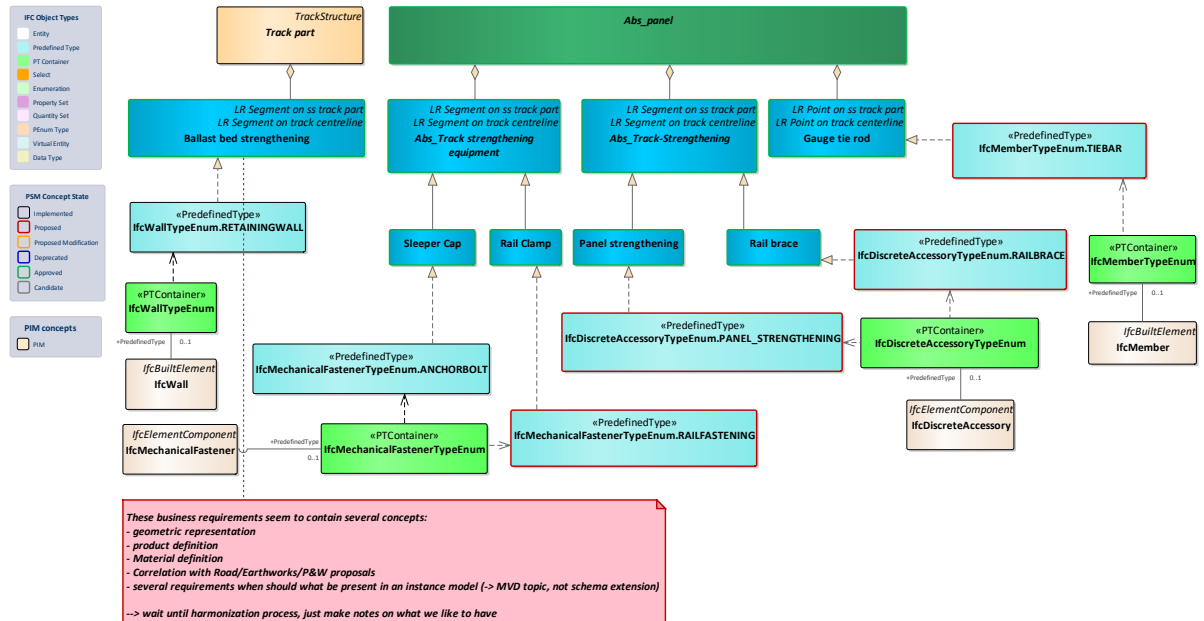 IFC Object Types
Entity
Predefined Type
PT Container
Select
Enumeration
Property Set
Quantity Set
PEnum Type
Virtual Entity
Data Type
PSM Concept State
Implemented
Proposed
Proposed Modification
Deprecated
Approved
Candidate
PIM concepts
PIM
TrackStructure
Track part
Abs_panel
LR Segment on ss track part
LR Segment on track centreline
Ballast bed strengthening
LR Segment on ss track part
LR Segment on track centreline
Abs_Track strengthening
equipment
LR Segment on ss track part
LR Segment on track centreline
Abs_Track-Strengthening
LR Point on ss track part
LR Point on track centerline
Gauge tie rod
«PredefinedType»
IfcMemberTypeEnum.TIEBAR
«PredefinedType»
IfcWallTypeEnum.RETAININGWALL
Sleeper Cap
Rail Clamp
Panel strengthening
Rail brace
«PredefinedType»
IfcDiscreteAccessoryTypeEnum.RAILBRACE
«PTContainer»
IfcMemberTypeEnum
+PredefinedType
0..1
IfcBuiltElement
IfcMember
«PTContainer»
IfcWallTypeEnum
+PredefinedType
0..1
IfcBuiltElement
IfcWall
«PredefinedType»
IfcDiscreteAccessoryTypeEnum.PANEL_STRENGTHENING
«PTContainer»
IfcDiscreteAccessoryTypeEnum
+PredefinedType
0..1
IfcElementComponent
IfcDiscreteAccessory
«PredefinedType»
IfcMechanicalFastenerTypeEnum.ANCHORBOLT
IfcElementComponent
IfcMechanicalFastener
+PredefinedType
0..1
«PTContainer»
IfcMechanicalFastenerTypeEnum
«PredefinedType»
IfcMechanicalFastenerTypeEnum.RAILFASTENING
These business requirements seem to contain several concepts:
- geometric representation
- product definition
- Material definition
- Correlation with Road/Earthworks/P&W proposals
- several requirements when should what be present in an instance model (-> MVD topic, not schema extension)
--> wait until harmonization process, just make notes on what we like to have